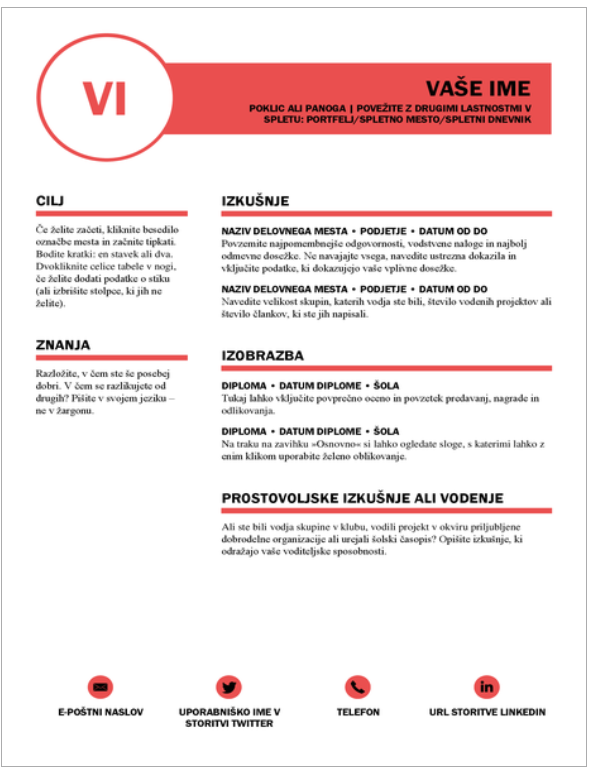 VI
VAŠE IME
POKLIC ALI PANOGA | POVEŽITE Z DRUGIMI LASTNOSTMI V
SPLETU: PORTFELJ/SPLETNO MESTO/SPLETNI DNEVNIK
CILJ
Če želite začeti, kliknite besedilo
označbe mesta in začnite tipkati.
Bodite kratki: en stavek ali dva.
Dvokliknite celice tabele v nogi,
če želite dodati podatke o stiku
(ali izbrišite stolpce, ki jih ne
želite).
ZNANJA
Razložite, v čem ste še posebej
dobri. V čem se razlikujete od
drugih? Pišite v svojem jeziku –
ne v žargonu.
IZKUŠNJE
NAZIV DELOVNEGA MESTA • PODJETJE • DATUM OD DO
Povzemite najpomembnejše odgovornosti, vodstvene naloge in najbolj
odmevne dosežke. Ne navajajte vsega, navedite ustrezna dokazila in
vključite podatke, ki dokazujejo vaše vplivne dosežke.
NAZIV DELOVNEGA MESTA • PODJETJE • DATUM OD DO
Navedite velikost skupin, katerih vodja ste bili, število vodenih projektov ali
število člankov, ki ste jih napisali.
IZOBRAZBA
DIPLOMA • DATUM DIPLOME • ŠOLA
Tukaj lahko vključite povprečno oceno in povzetek predavanj, nagrade in
odlikovanja.
DIPLOMA • DATUM DIPLOME • ŠOLA
Na traku na zavihku »Osnovno« si lahko ogledate sloge, s katerimi lahko z
enim klikom uporabite želeno oblikovanje.
PROSTOVOLJSKE IZKUŠNJE ALI VODENJE
Ali ste bili vodja skupine v klubu, vodili projekt v okviru priljubljene
dobrodelne organizacije ali urejali šolski časopis? Opišite izkušnje, ki
odražajo vaše voditeljske sposobnosti.
E-POŠTNI NASLOV
UPORABNIŠKO IME V
STORITVI TWITTER
TELEFON
in
URL STORITVE LINKEDIN